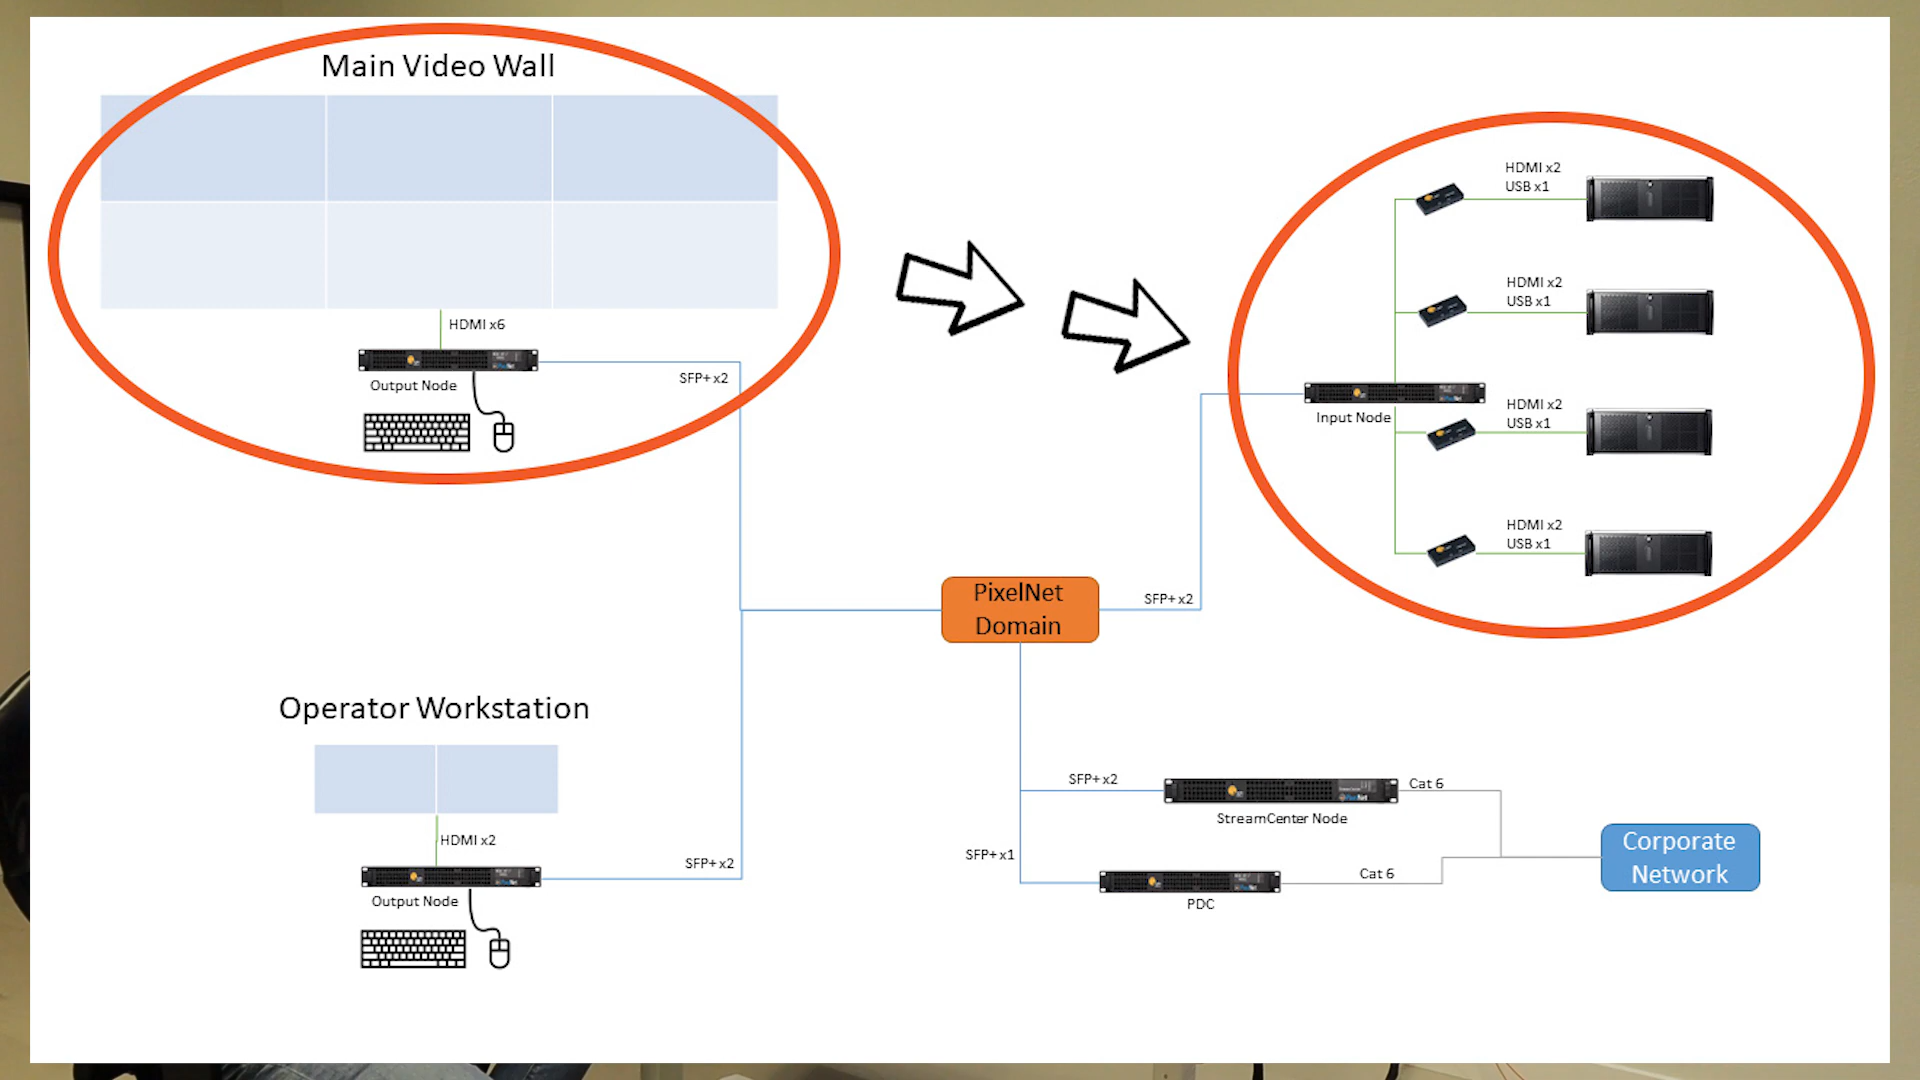 Main Video Wall
HDMI x6
Output Node
SFP+ x2
HDMI x2
USB x1
HDMI x2
USB x1
Input Node
HDMI x2
USB x1
HDMI x2
USB x1
PixelNet
Domain
SFP+ x2
Operator Workstation
HDMI x2
Output Node
SFP+ x2
SFP+ x2
StreamCenter Node
Cat 6
SFP+ x1
PDC
Cat 6
Corporate
Network